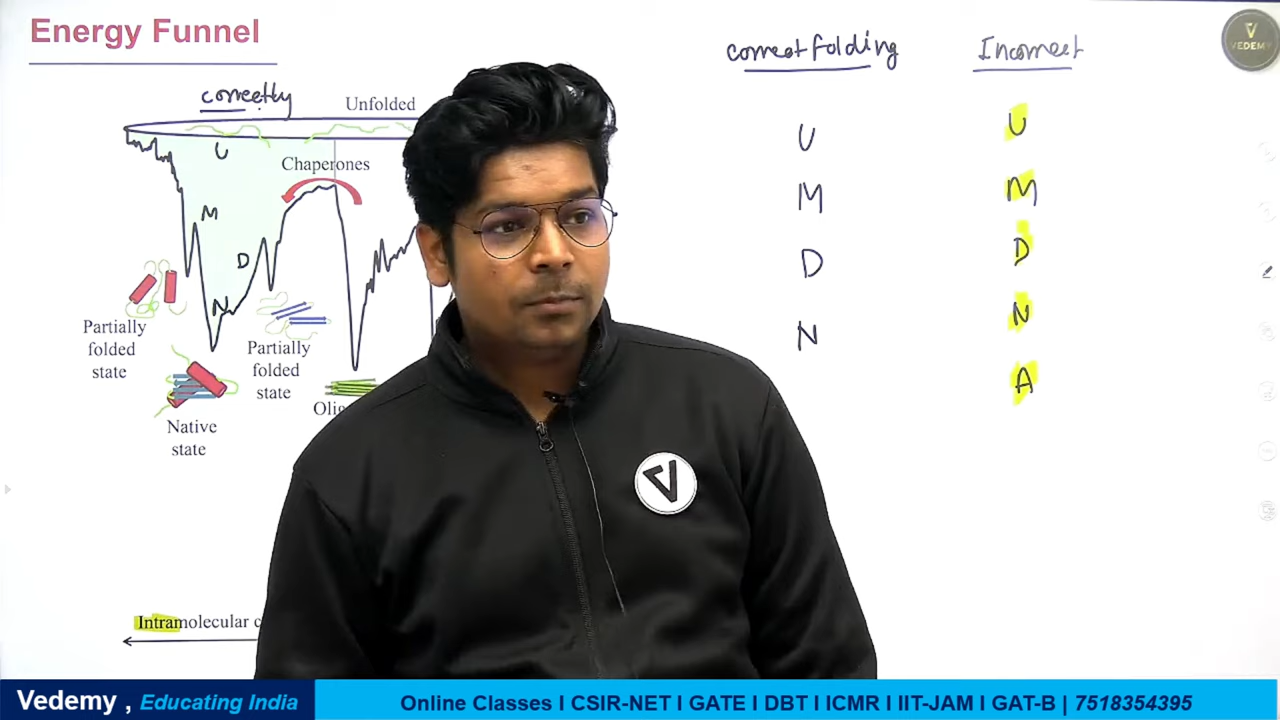 Energy Funnel
correctly
Unfolded
U
Chaperones
M
D
N
Partially
folded
state
Partially
folded
state
Native
state
Intramolecular
correct folding
U
M
D
N
Incorrect
U
M
D
N
A
V
VEDEMY
Vedemy , Educating India
Online Classes I CSIR-NET I GATE I DBT I ICMR I IIT-JAM I GAT-B | 7518354395